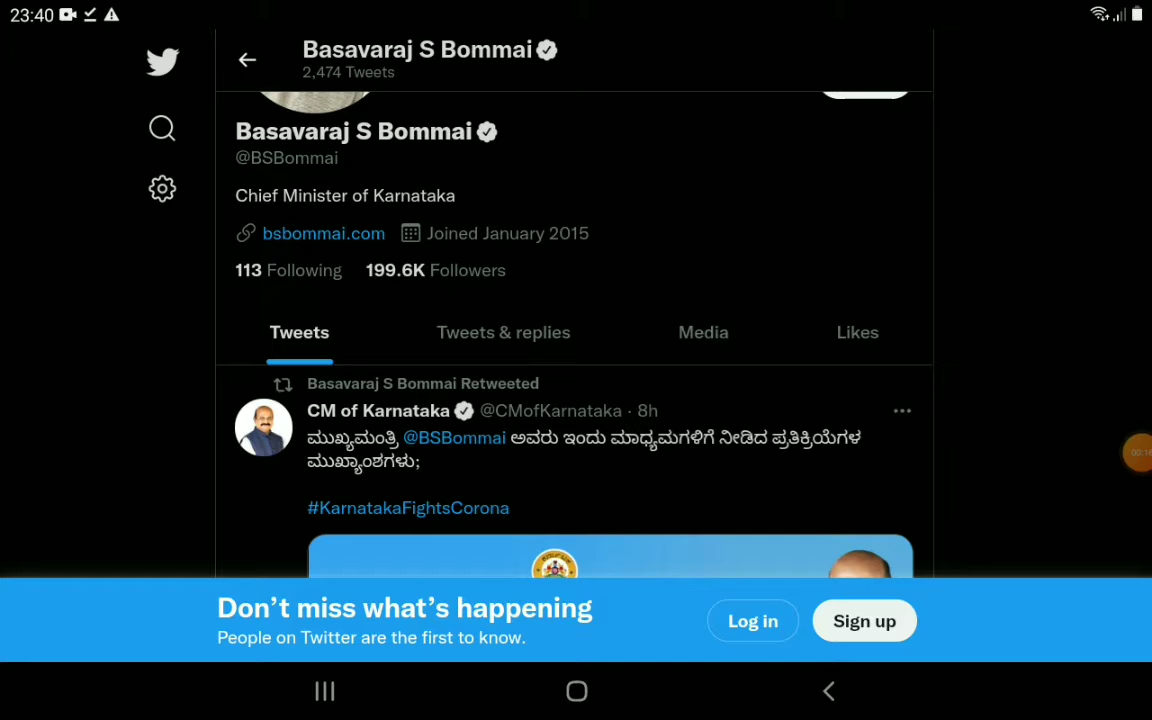 23:40
Basavaraj S Bommai
2,474 Tweets
Basavaraj S Bommai
@BSBommai
Chief Minister of Karnataka
bsbommai.com Joined January 2015
113 Following 199.6K Followers
Tweets Tweets & replies Media Likes
Basavaraj S Bommai Retweeted
CM of Karnataka @CMofKarnataka · 8h
ಮುಖ್ಯಮಂತ್ರಿ @BSBommai ಅವರು ಇಂದು ಮಾಧ್ಯಮಗಳಿಗೆ ನೀಡಿದ ಪ್ರತಿಕ್ರಿಯೆಗಳ
ಮುಖ್ಯಾಂಶಗಳು;
#KarnatakaFightsCorona
Don't miss what's happening
People on Twitter are the first to know.
Log in Sign up